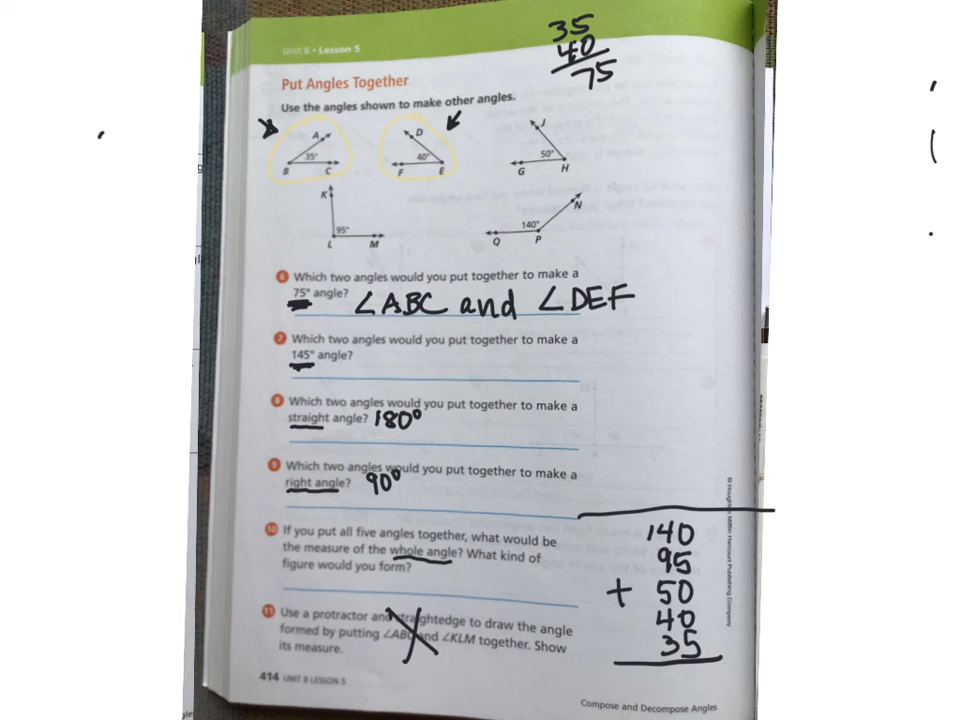 Unit 8 • Lesson 5
35
40
75
Put Angles Together
Use the angles shown to make other angles.
A
35°
B
C
D
40°
F
E
J
50°
G
H
K
95°
L
M
N
140°
Q
P
6 Which two angles would you put together to make a
75° angle? ∠ABC and ∠DEF
7 Which two angles would you put together to make a
145° angle?
8 Which two angles would you put together to make a
straight angle? 180°
9 Which two angles would you put together to make a
right angle? 90°
10 If you put all five angles together, what would be
the measure of the whole angle? What kind of
figure would you form?
140
95
+ 50
40
35
11 Use a protractor and straightedge to draw the angle
formed by putting ∠ABC and ∠KLM together. Show
its measure.
414 UNIT 8 LESSON 5
Compose and Decompose Angles
© Houghton Mifflin Harcourt Publishing Company